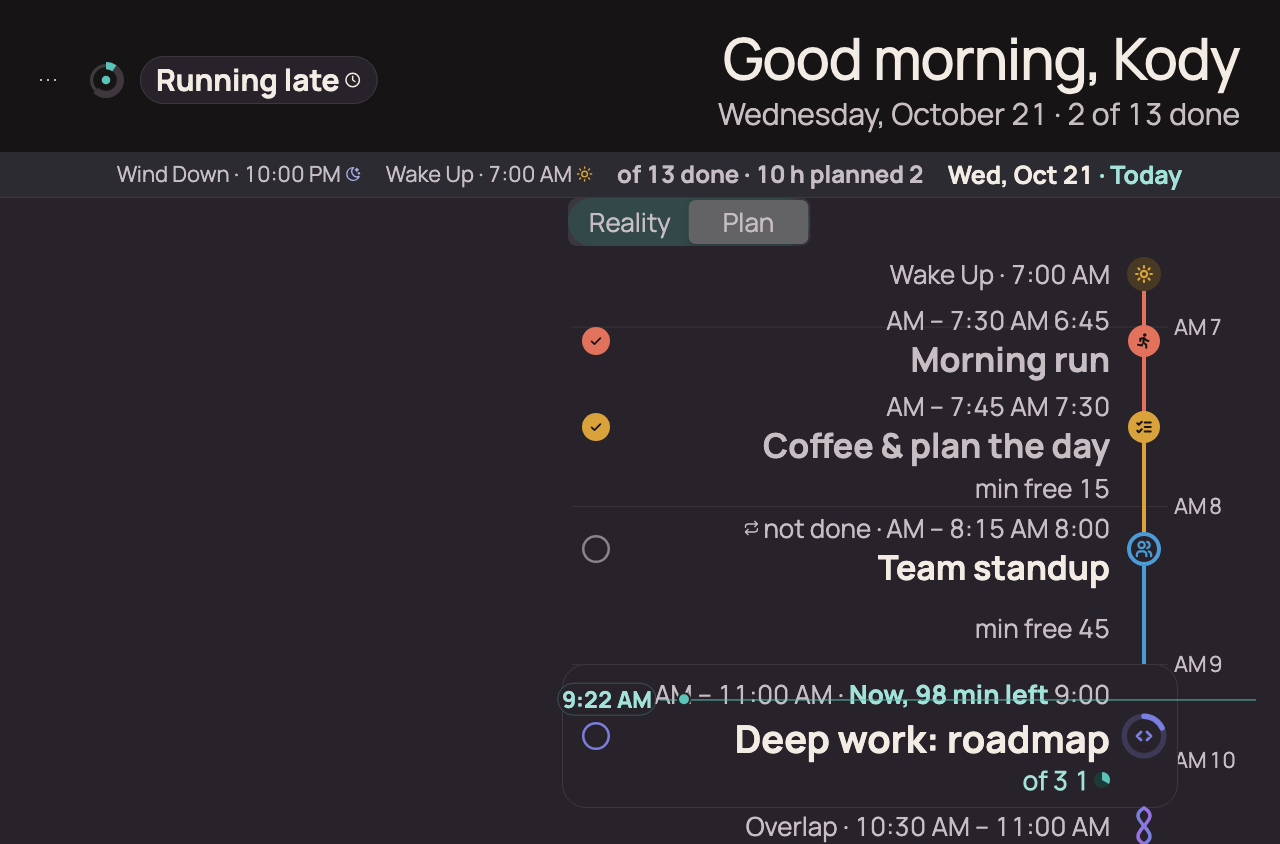 Good morning, Kody
Running late
Wednesday, October 21 · 2 of 13 done
Wind Down · 10:00 PM Wake Up · 7:00 AM of 13 done · 10 h planned 2 Wed, Oct 21 · Today
Reality Plan
Wake Up · 7:00 AM
AM – 7:30 AM 6:45
AM 7
Morning run
AM – 7:45 AM 7:30
Coffee & plan the day
min free 15
AM 8
not done · AM – 8:15 AM 8:00
Team standup
min free 45
AM 9
9:22 AM
AM – 11:00 AM · Now, 98 min left 9:00
Deep work: roadmap
AM 10
of 3 1
Overlap · 10:30 AM – 11:00 AM